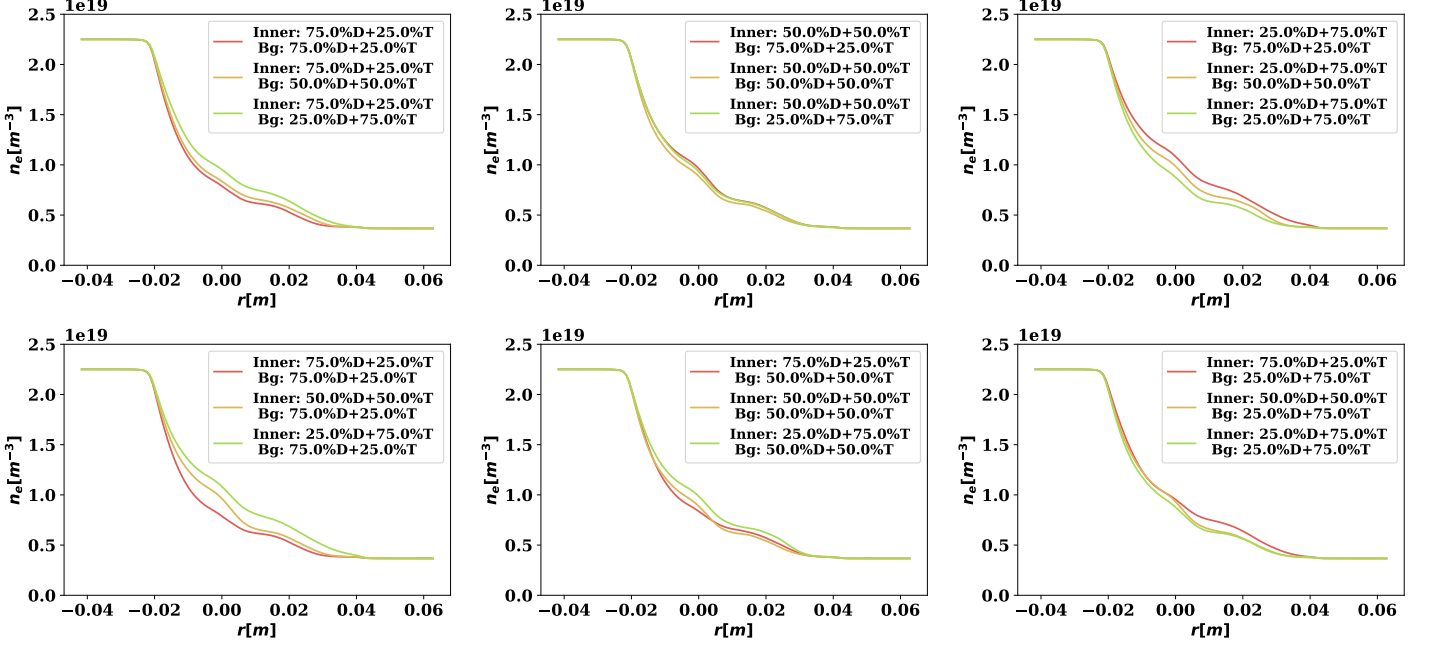 1e19
2.5
2.0
1.5
1.0
0.5
0.0
n_e[m^{-3}]
Inner: 75.0%D+25.0%T
Bg: 75.0%D+25.0%T
Inner: 75.0%D+25.0%T
Bg: 50.0%D+50.0%T
Inner: 75.0%D+25.0%T
Bg: 25.0%D+75.0%T
−0.04 −0.02 0.00 0.02 0.04 0.06
r[m]
1e19
2.5
2.0
1.5
1.0
0.5
0.0
n_e[m^{-3}]
Inner: 50.0%D+50.0%T
Bg: 75.0%D+25.0%T
Inner: 50.0%D+50.0%T
Bg: 50.0%D+50.0%T
Inner: 50.0%D+50.0%T
Bg: 25.0%D+75.0%T
−0.04 −0.02 0.00 0.02 0.04 0.06
r[m]
1e19
2.5
2.0
1.5
1.0
0.5
0.0
n_e[m^{-3}]
Inner: 25.0%D+75.0%T
Bg: 75.0%D+25.0%T
Inner: 25.0%D+75.0%T
Bg: 50.0%D+50.0%T
Inner: 25.0%D+75.0%T
Bg: 25.0%D+75.0%T
−0.04 −0.02 0.00 0.02 0.04 0.06
r[m]
1e19
2.5
2.0
1.5
1.0
0.5
0.0
n_e[m^{-3}]
Inner: 75.0%D+25.0%T
Bg: 75.0%D+25.0%T
Inner: 50.0%D+50.0%T
Bg: 75.0%D+25.0%T
Inner: 25.0%D+75.0%T
Bg: 75.0%D+25.0%T
−0.04 −0.02 0.00 0.02 0.04 0.06
r[m]
1e19
2.5
2.0
1.5
1.0
0.5
0.0
n_e[m^{-3}]
Inner: 75.0%D+25.0%T
Bg: 50.0%D+50.0%T
Inner: 50.0%D+50.0%T
Bg: 50.0%D+50.0%T
Inner: 25.0%D+75.0%T
Bg: 50.0%D+50.0%T
−0.04 −0.02 0.00 0.02 0.04 0.06
r[m]
1e19
2.5
2.0
1.5
1.0
0.5
0.0
n_e[m^{-3}]
Inner: 75.0%D+25.0%T
Bg: 25.0%D+75.0%T
Inner: 50.0%D+50.0%T
Bg: 25.0%D+75.0%T
Inner: 25.0%D+75.0%T
Bg: 25.0%D+75.0%T
−0.04 −0.02 0.00 0.02 0.04 0.06
r[m]